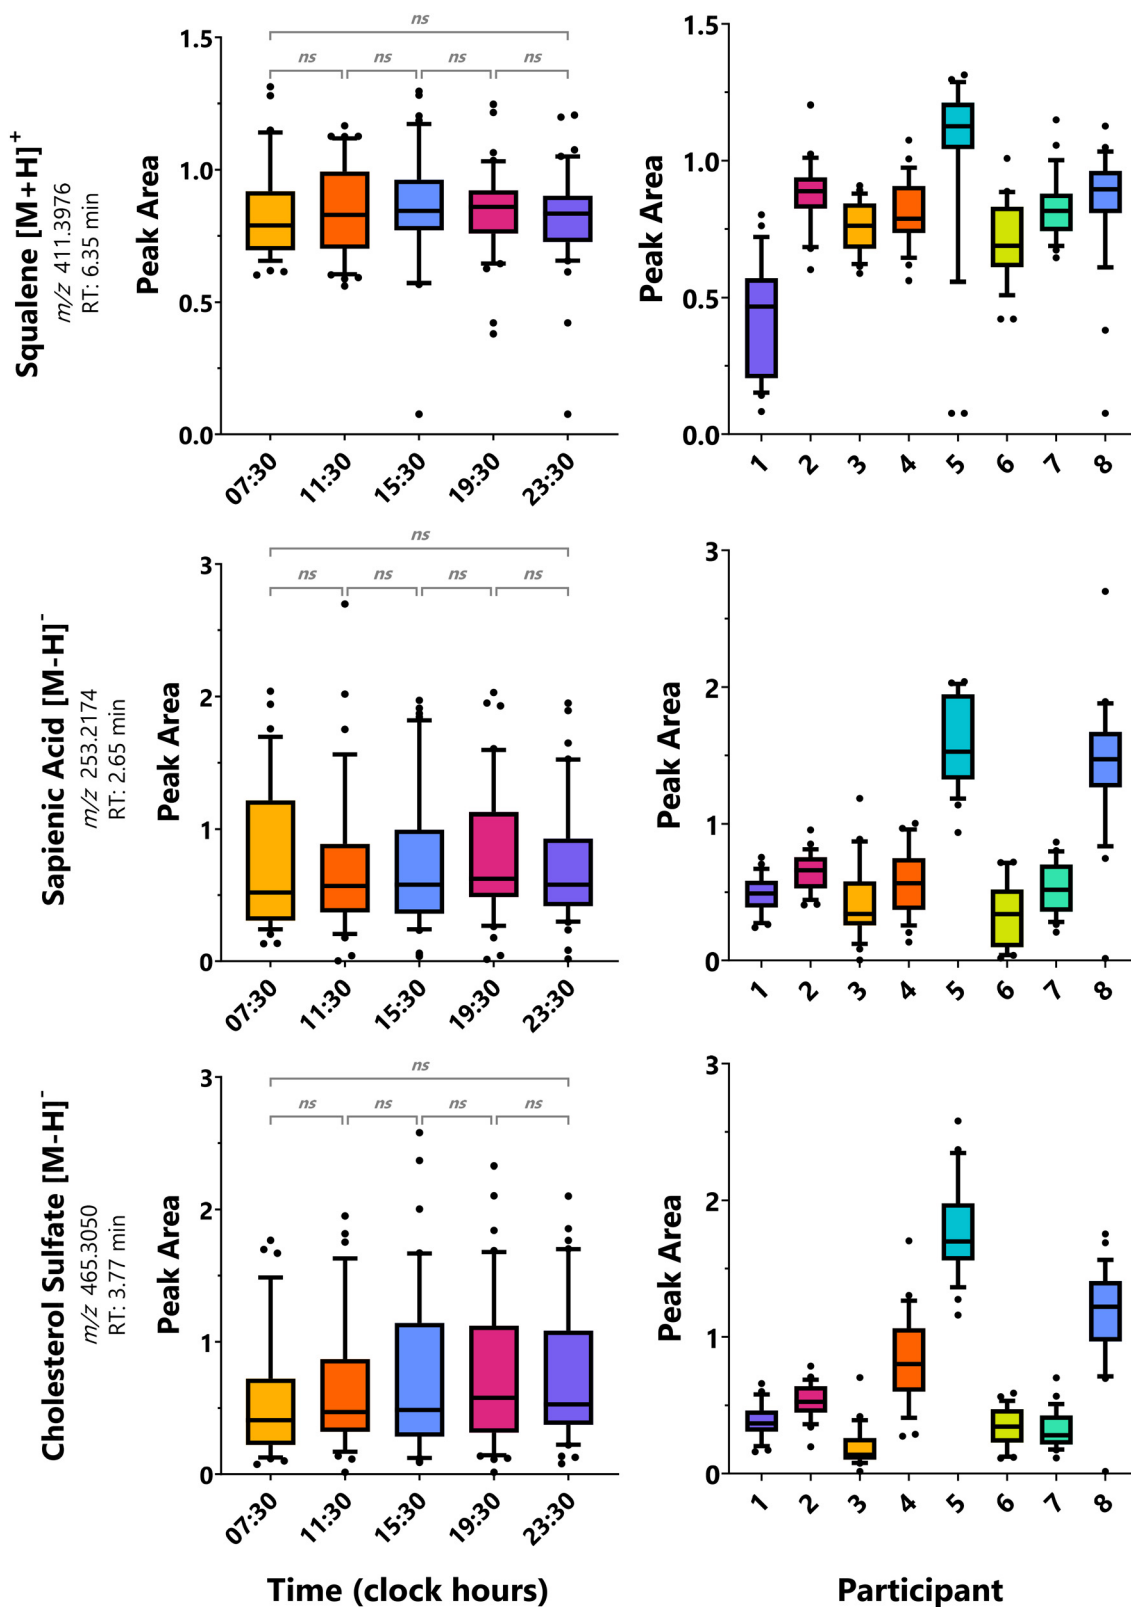 Squalene [M+H]⁺
m/z 411.3976
RT: 6.35 min
Peak Area
1.5
1.0
0.5
0.0
ns
ns ns ns ns
07:30 11:30 15:30 19:30 23:30
Peak Area
1.5
1.0
0.5
0.0
1 2 3 4 5 6 7 8
Sapienic Acid [M-H]⁻
m/z 253.2174
RT: 2.65 min
Peak Area
3
2
1
0
ns
ns ns ns ns
07:30 11:30 15:30 19:30 23:30
Peak Area
3
2
1
0
1 2 3 4 5 6 7 8
Cholesterol Sulfate [M-H]⁻
m/z 465.3050
RT: 3.77 min
Peak Area
3
2
1
0
ns
ns ns ns ns
07:30 11:30 15:30 19:30 23:30
Peak Area
3
2
1
0
1 2 3 4 5 6 7 8
Time (clock hours)
Participant